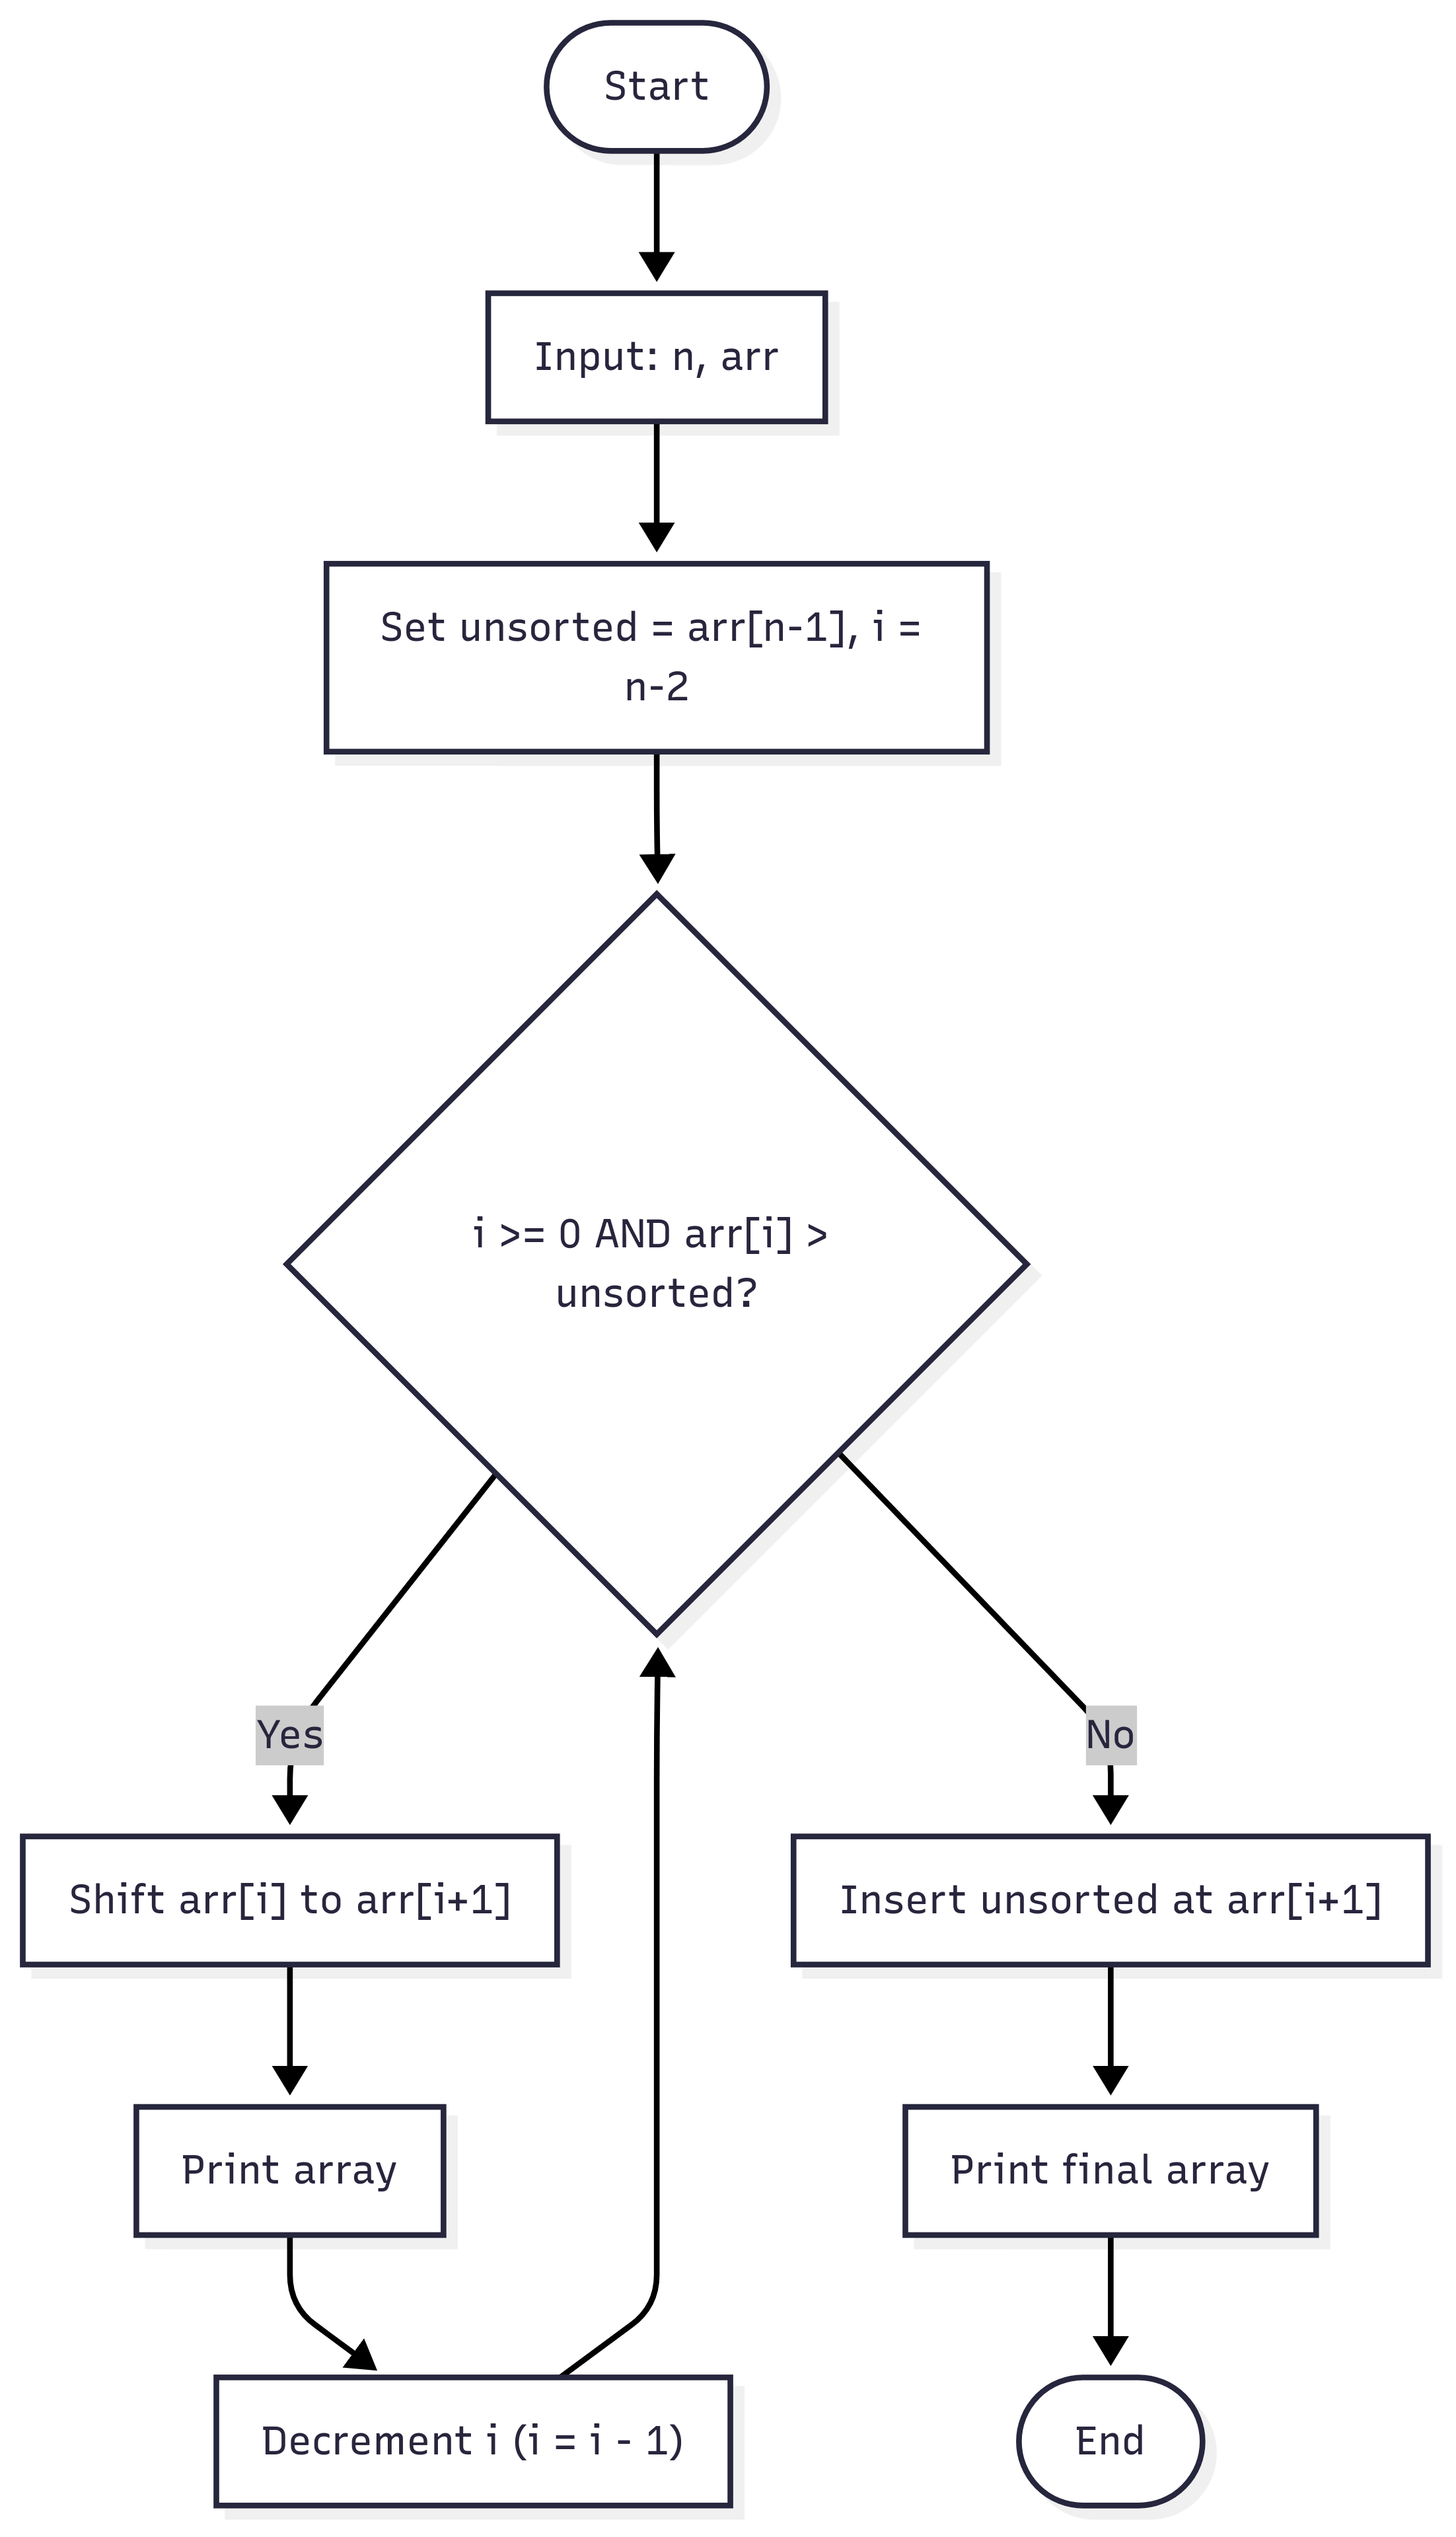 Start
Input: n, arr
Set unsorted = arr[n-1], i =
n-2
i >= 0 AND arr[i] >
unsorted?
Yes
No
Shift arr[i] to arr[i+1]
Insert unsorted at arr[i+1]
Print array
Print final array
Decrement i (i = i - 1)
End